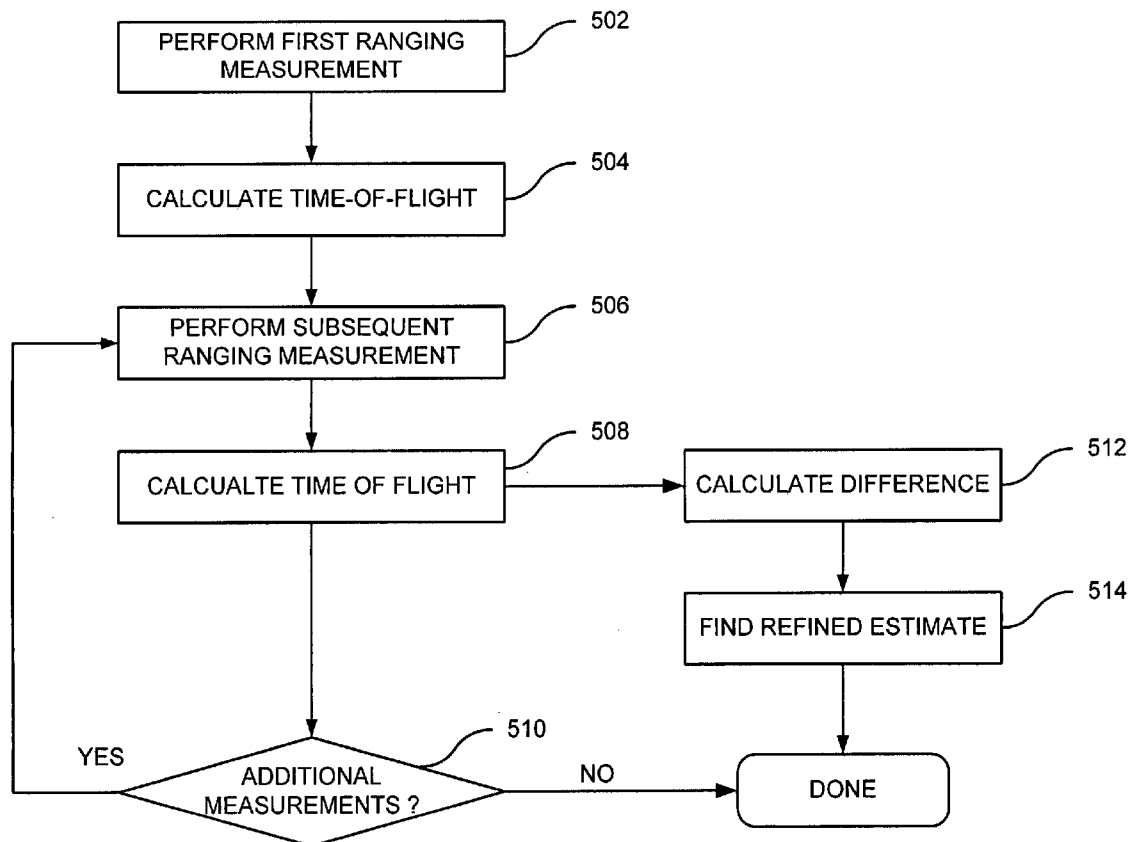 PERFORM FIRST RANGING
MEASUREMENT
502
CALCULATE TIME-OF-FLIGHT
504
PERFORM SUBSEQUENT
RANGING MEASUREMENT
506
CALCUALTE TIME OF FLIGHT
508
CALCULATE DIFFERENCE
512
FIND REFINED ESTIMATE
514
ADDITIONAL
MEASUREMENTS ?
510
YES
NO
DONE